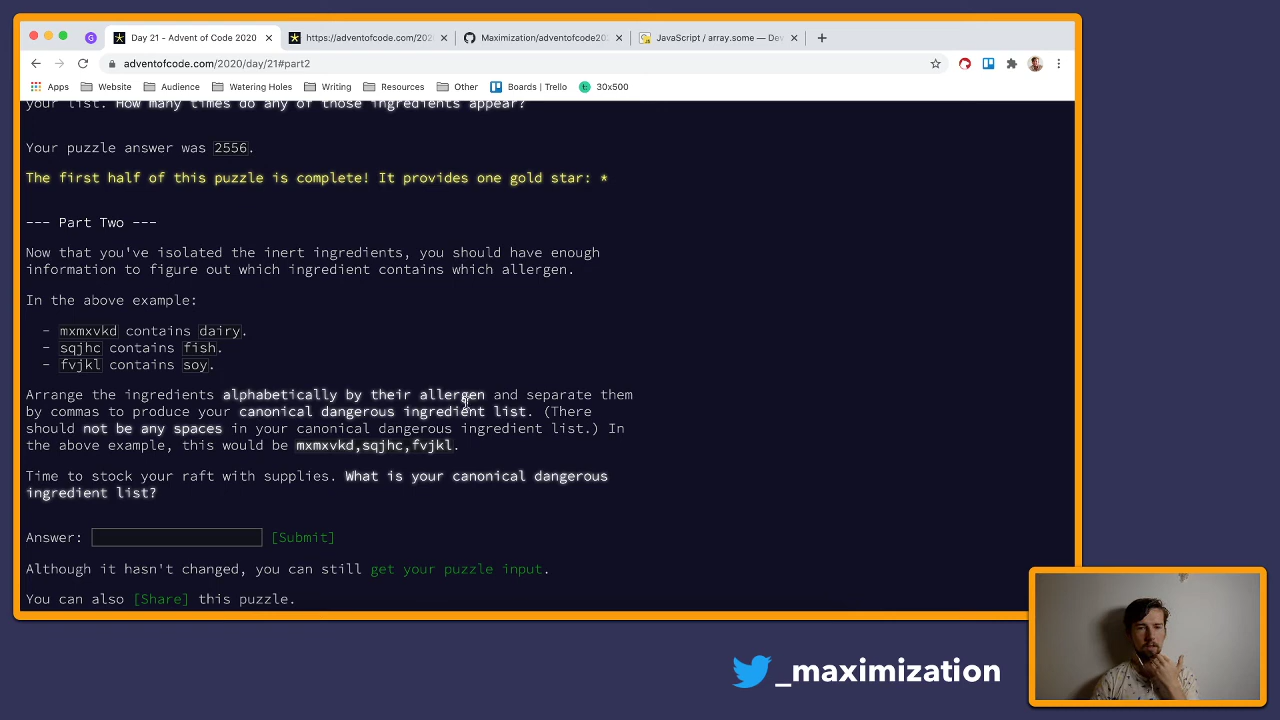 Day 21 - Advent of Code 2020
https://adventofcode.com/202
Maximization/adventofcode202
JavaScript / array.some — De
adventofcode.com/2020/day/21#part2
Apps Website Audience Watering Holes Writing Resources Other Boards | Trello 30x500
your list. How many times do any of those ingredients appear?
Your puzzle answer was 2556.
The first half of this puzzle is complete! It provides one gold star: *
--- Part Two ---
Now that you've isolated the inert ingredients, you should have enough
information to figure out which ingredient contains which allergen.
In the above example:
- mxmxvkd contains dairy.
- sqjhc contains fish.
- fvjkl contains soy.
Arrange the ingredients alphabetically by their allergen and separate them
by commas to produce your canonical dangerous ingredient list. (There
should not be any spaces in your canonical dangerous ingredient list.) In
the above example, this would be mxmxvkd,sqjhc,fvjkl.
Time to stock your raft with supplies. What is your canonical dangerous
ingredient list?
Answer: [Submit]
Although it hasn't changed, you can still get your puzzle input.
You can also [Share] this puzzle.
_maximization